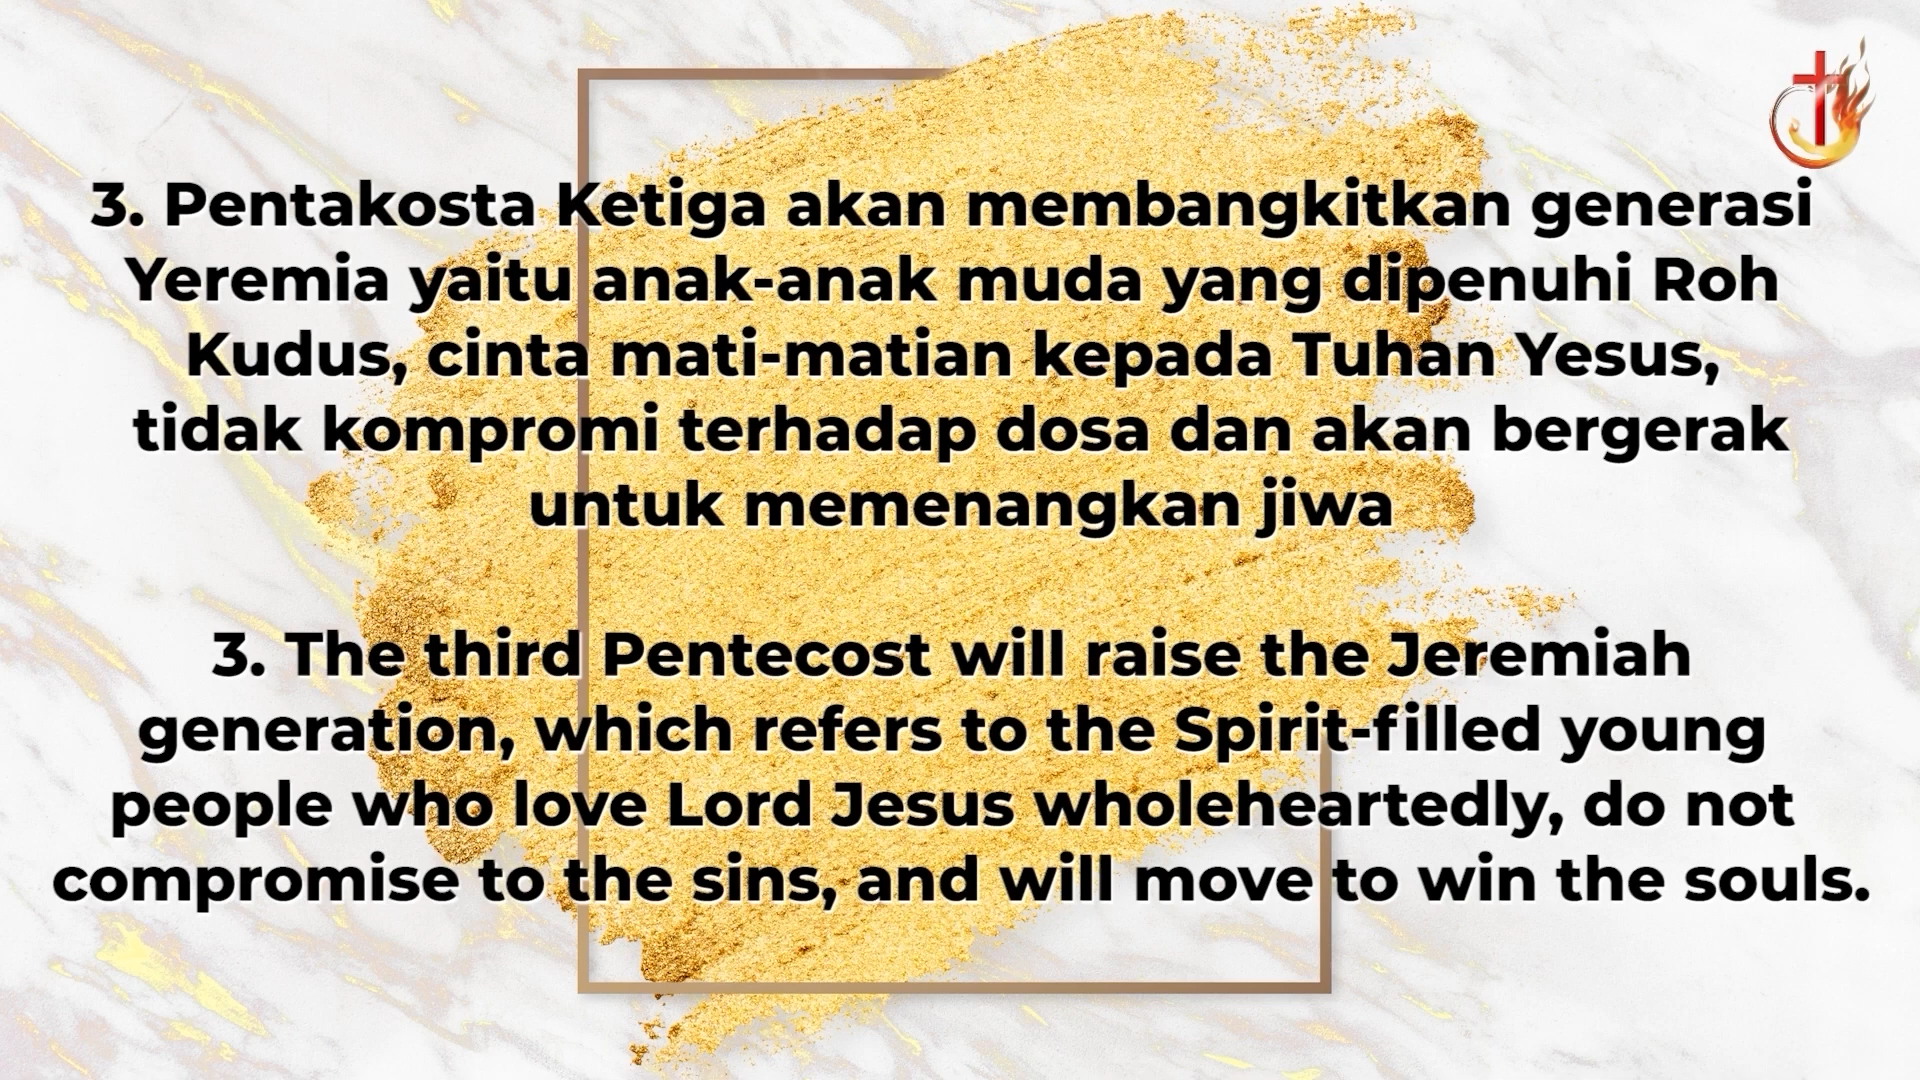 3. Pentakosta Ketiga akan membangkitkan generasi
Yeremia yaitu anak-anak muda yang dipenuhi Roh
Kudus, cinta mati-matian kepada Tuhan Yesus,
tidak kompromi terhadap dosa dan akan bergerak
untuk memenangkan jiwa
3. The third Pentecost will raise the Jeremiah
generation, which refers to the Spirit-filled young
people who love Lord Jesus wholeheartedly, do not
compromise to the sins, and will move to win the souls.